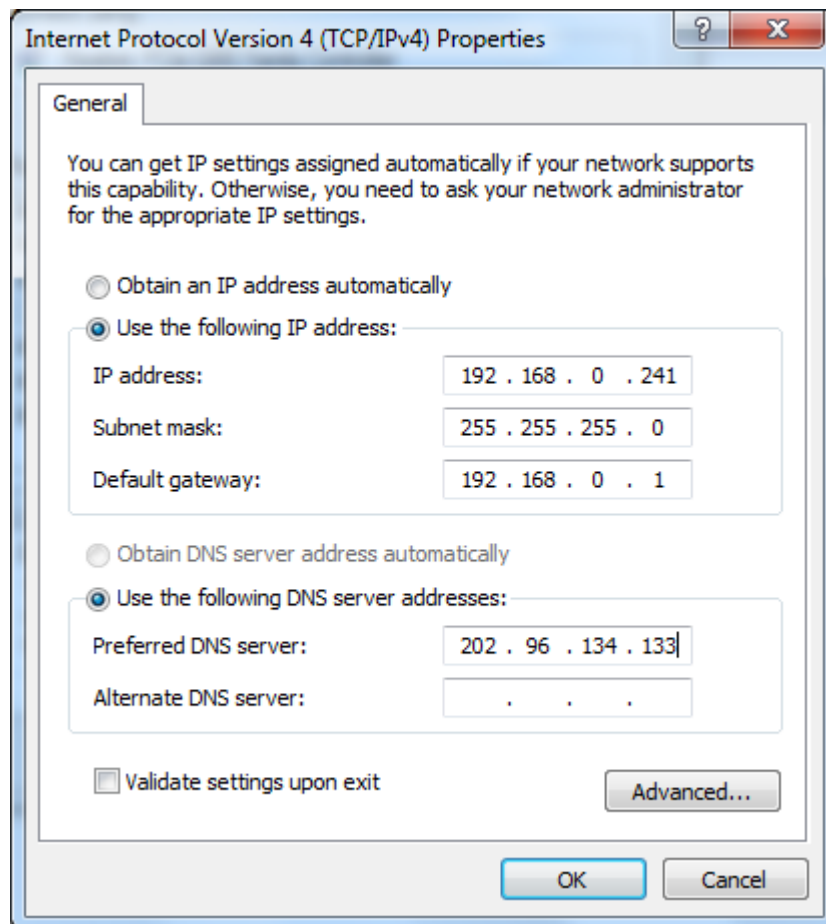 Internet Protocol Version 4 (TCP/IPv4) Properties
General
You can get IP settings assigned automatically if your network supports
this capability. Otherwise, you need to ask your network administrator
for the appropriate IP settings.
Obtain an IP address automatically
Use the following IP address:
IP address: 192 . 168 . 0 . 241
Subnet mask: 255 . 255 . 255 . 0
Default gateway: 192 . 168 . 0 . 1
Obtain DNS server address automatically
Use the following DNS server addresses:
Preferred DNS server: 202 . 96 . 134 . 133
Alternate DNS server: . . .
Validate settings upon exit
Advanced...
OK Cancel